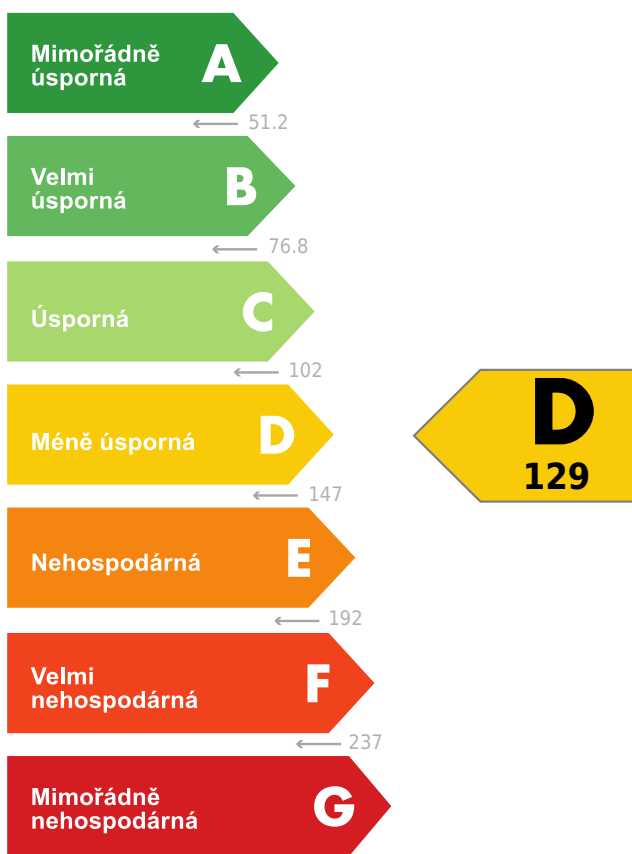 Mimořádně
úsporná
A
← 51.2
Velmi
úsporná
B
← 76.8
Úsporná
C
← 102
Méně úsporná
D
← 147
D
129
Nehospodárná
E
← 192
Velmi
nehospodárná
F
← 237
Mimořádně
nehospodárná
G